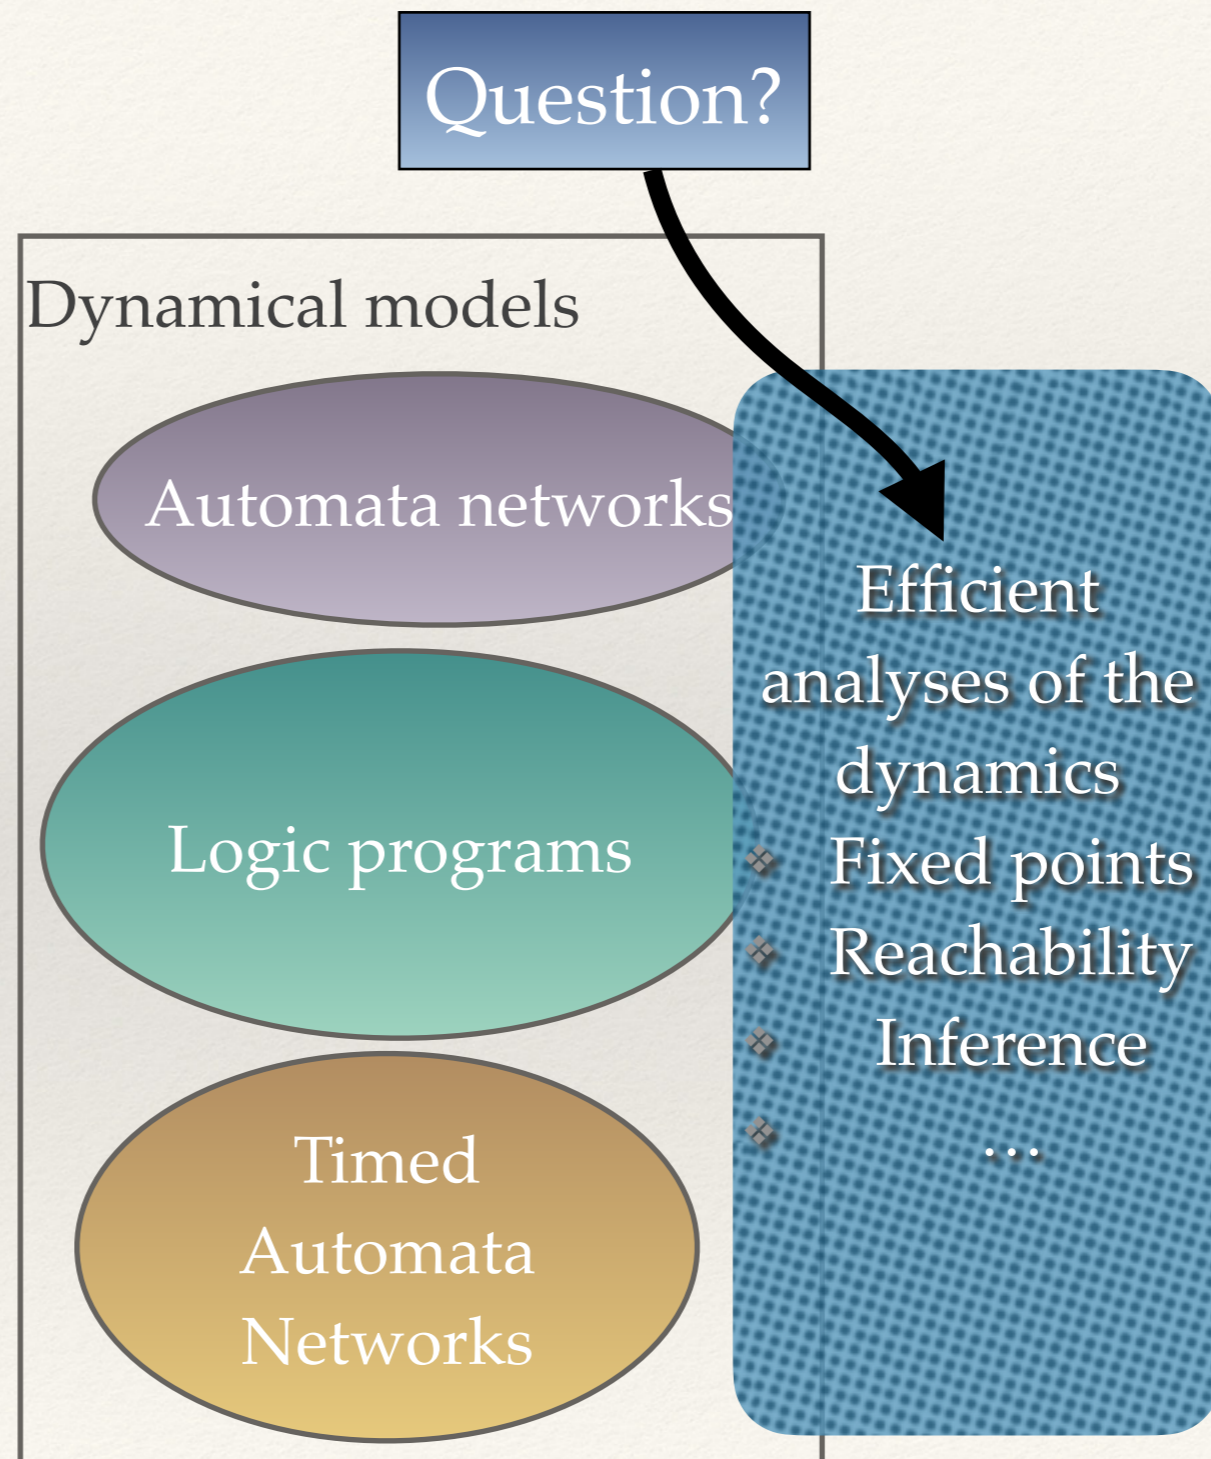 Question?
Dynamical models
Automata networks
Logic programs
Timed
Automata
Networks
Efficient
analyses of the
dynamics
❖ Fixed points
❖ Reachability
❖ Inference
❖ …